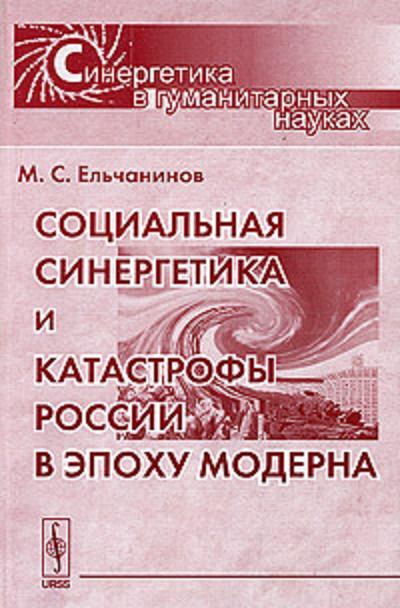 Синергетика
в гуманитарных
науках
М. С. Ельчанинов
СОЦИАЛЬНАЯ
СИНЕРГЕТИКА
И
КАТАСТРОФЫ
РОССИИ
В ЭПОХУ МОДЕРНА
URSS